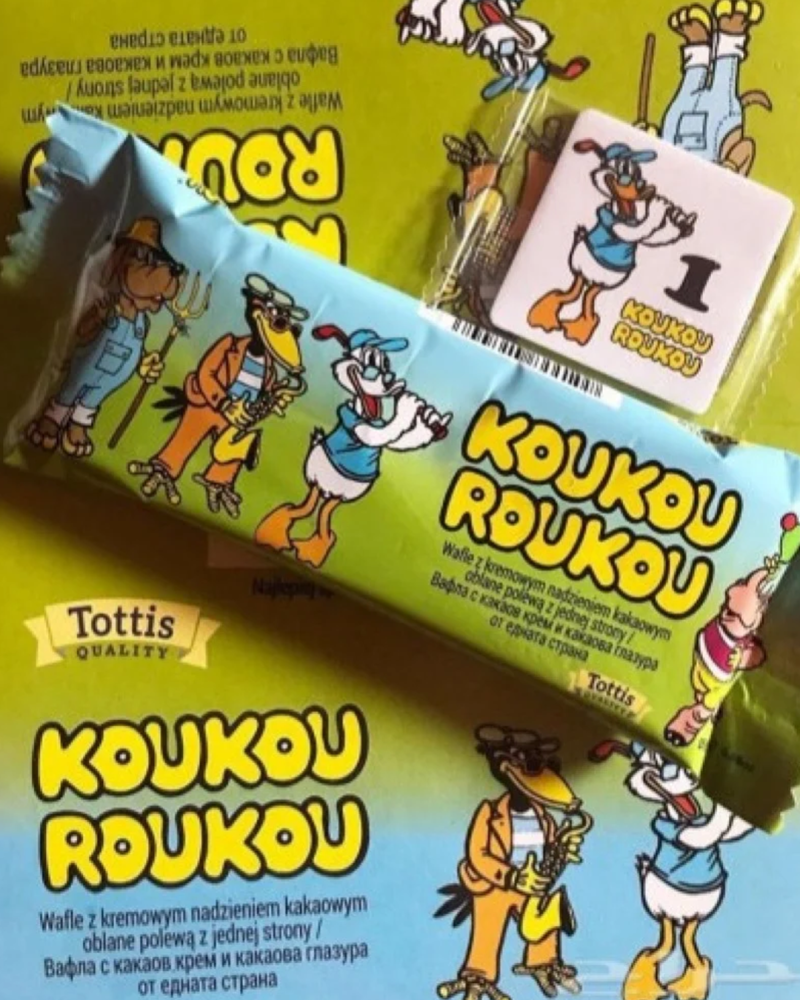 Wafle z kremowym nadzieniem
oblane polewą z jednej strony /
Вафла с какаов крем и какаова глазура
от едната страна
1
KOUKOU
ROUKOU
KOUKOU
ROUKOU
Wafle z kremowym nadzieniem kakaowym
oblane polewą z jednej strony /
Вафла с какаов крем и какаова глазура
от едната страна
Tottis
QUALITY
Tottis
QUALITY
KOUKOU
ROUKOU
Wafle z kremowym nadzieniem kakaowym
oblane polewą z jednej strony /
Вафла с какаов крем и какаова глазура
от едната страна